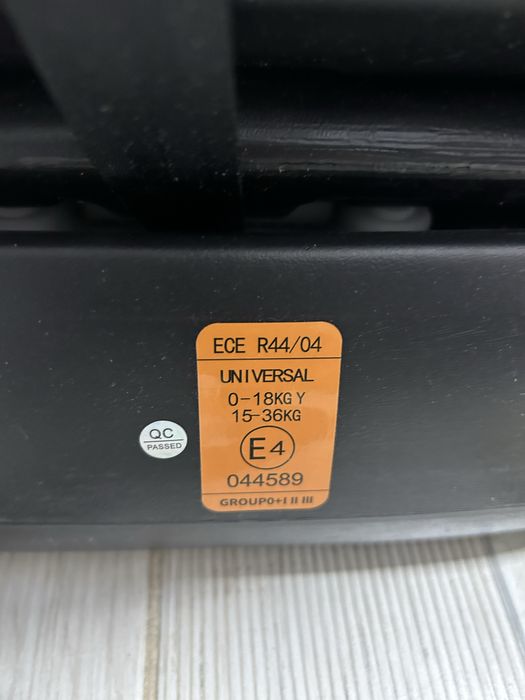 ECE R44/04
UNIVERSAL
0-18KG Y
15-36KG
E4
044589
GROUP0+I II III
QC
PASSED